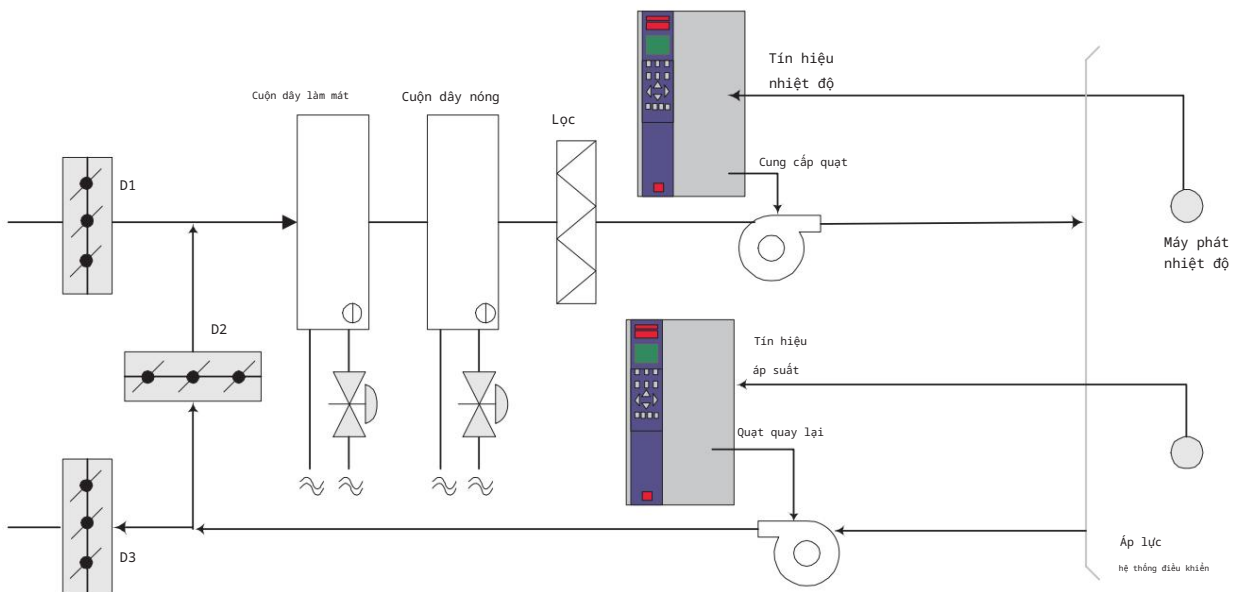 Tín hiệu
nhiệt độ
Cuộn dây làm mát
Cuộn dây nóng
Lọc
Cung cấp quạt
D1
Máy phát
nhiệt độ
D2
Tín hiệu
áp suất
Quạt quay lại
D3
Áp lực
hệ thống điều khiển